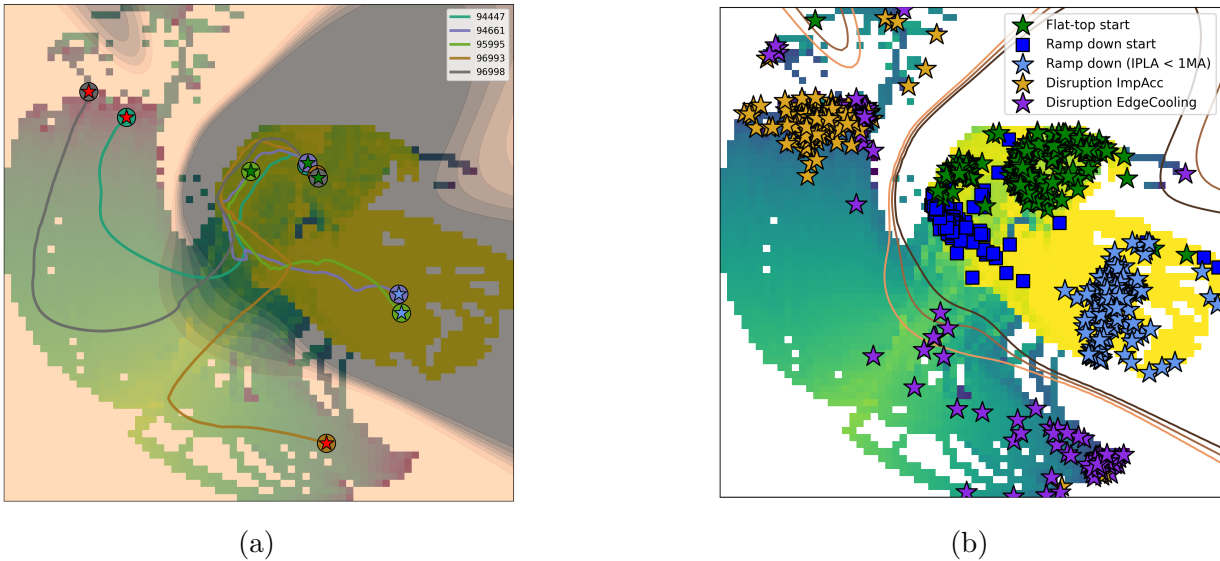 94447
94661
95995
96993
96998
Flat-top start
Ramp down start
Ramp down (IPLA < 1MA)
Disruption ImpAcc
Disruption EdgeCooling
(a)
(b)